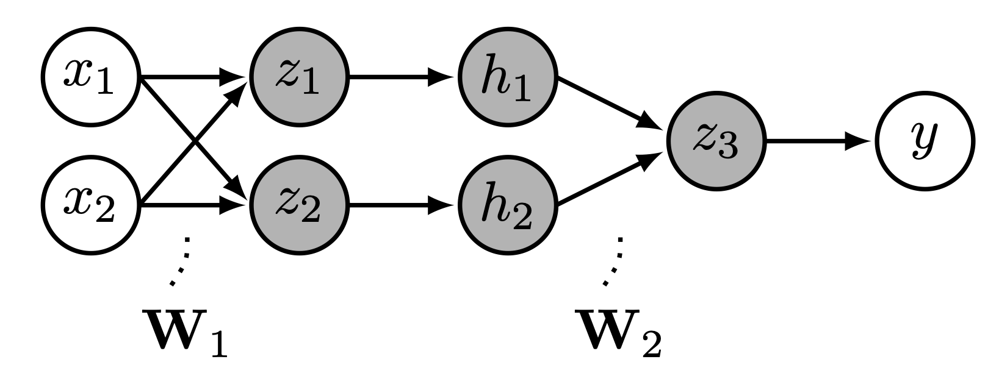 x₁ z₁ h₁
z₃ y
x₂ z₂ h₂
W₁ W₂